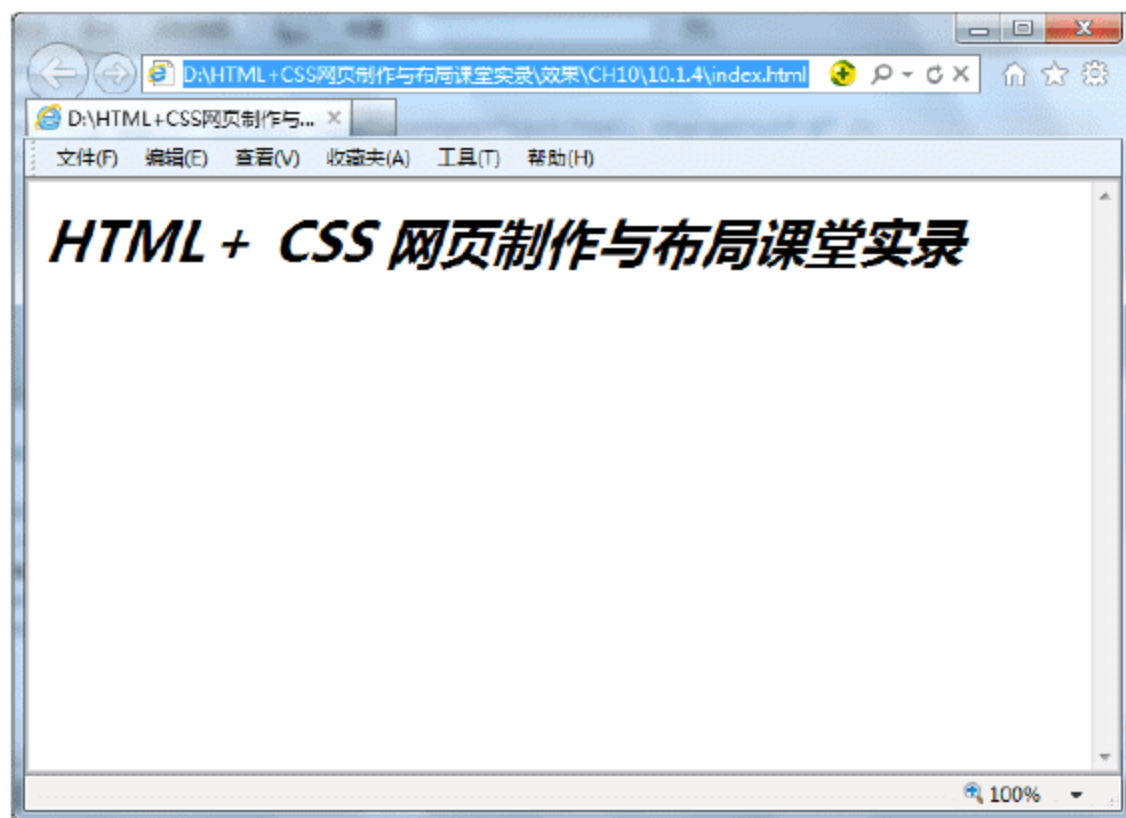 D:\HTML+CSS网页制作与布局课堂实录\效果\CH10\10.1.4\index.html
D:\HTML+CSS网页制作与...
文件(F) 编辑(E) 查看(V) 收藏夹(A) 工具(T) 帮助(H)
HTML + CSS 网页制作与布局课堂实录
100%